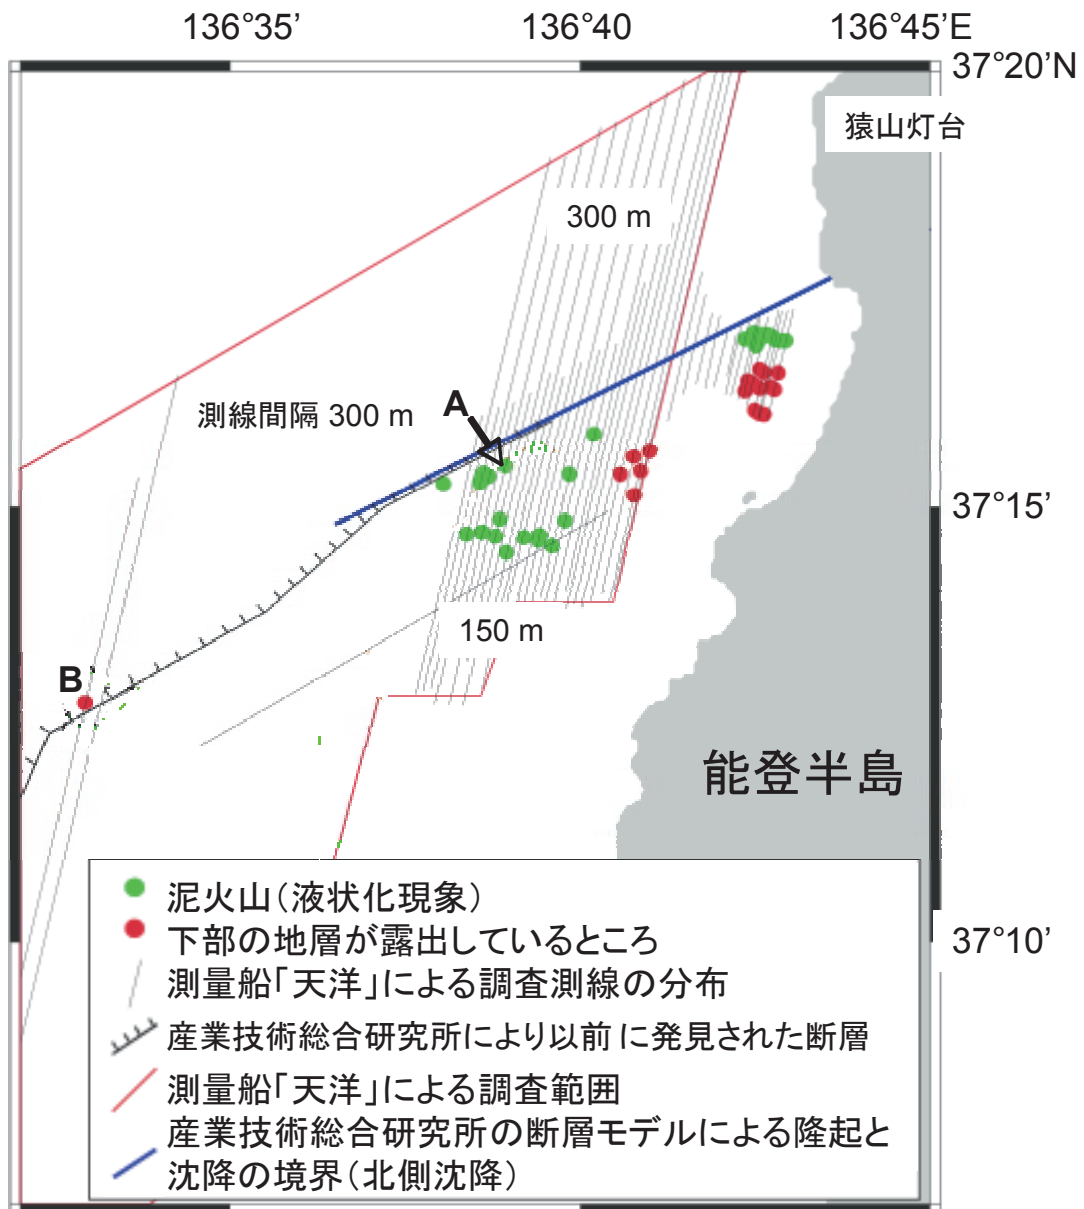 136°35’
136°40
136°45’E
37°20’N
猿山灯台
300 m
測線間隔 300 m
A
37°15’
150 m
B
能登半島
泥火山（液状化現象）
下部の地層が露出しているところ
37°10’
測量船「天洋」による調査測線の分布
産業技術総合研究所により以前に発見された断層
測量船「天洋」による調査範囲
産業技術総合研究所の断層モデルによる隆起と
沈降の境界（北側沈降）